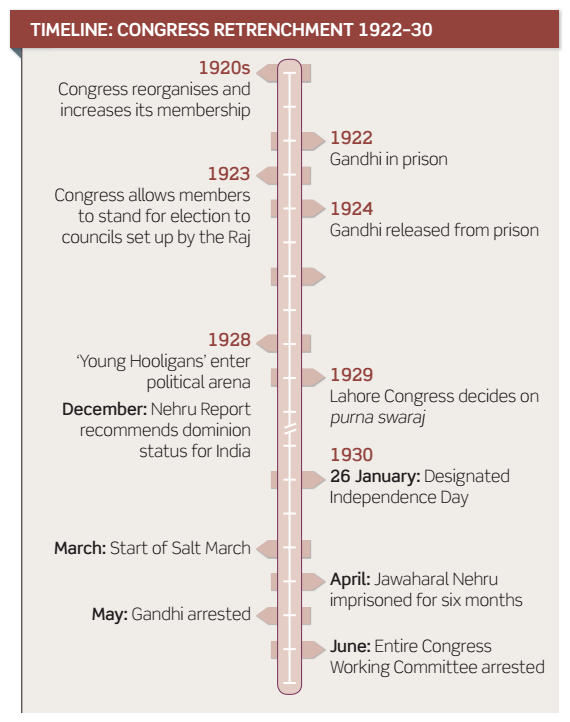 TIMELINE: CONGRESS RETRENCHMENT 1922–30
1920s
Congress reorganises and
increases its membership
1922
Gandhi in prison
1923
Congress allows members
to stand for election to
councils set up by the Raj
1924
Gandhi released from prison
1928
‘Young Hooligans’ enter
political arena
December: Nehru Report
recommends dominion
status for India
1929
Lahore Congress decides on
purna swaraj
1930
26 January: Designated
Independence Day
March: Start of Salt March
April: Jawaharal Nehru
imprisoned for six months
May: Gandhi arrested
June: Entire Congress
Working Committee arrested